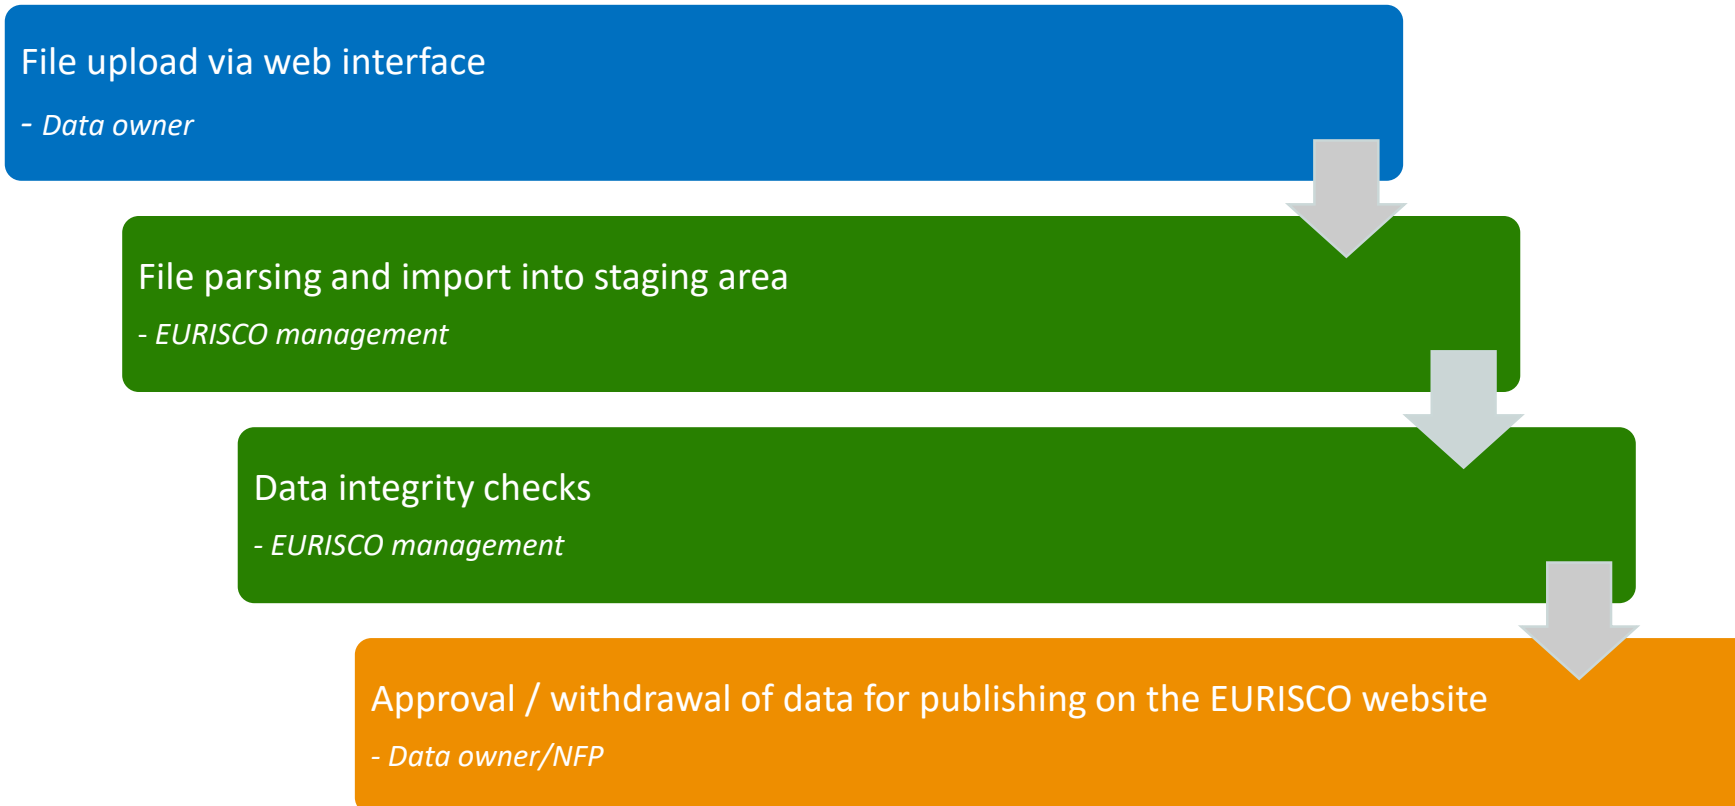 File upload via web interface
- Data owner
File parsing and import into staging area
- EURISCO management
Data integrity checks
- EURISCO management
Approval / withdrawal of data for publishing on the EURISCO website
- Data owner/NFP